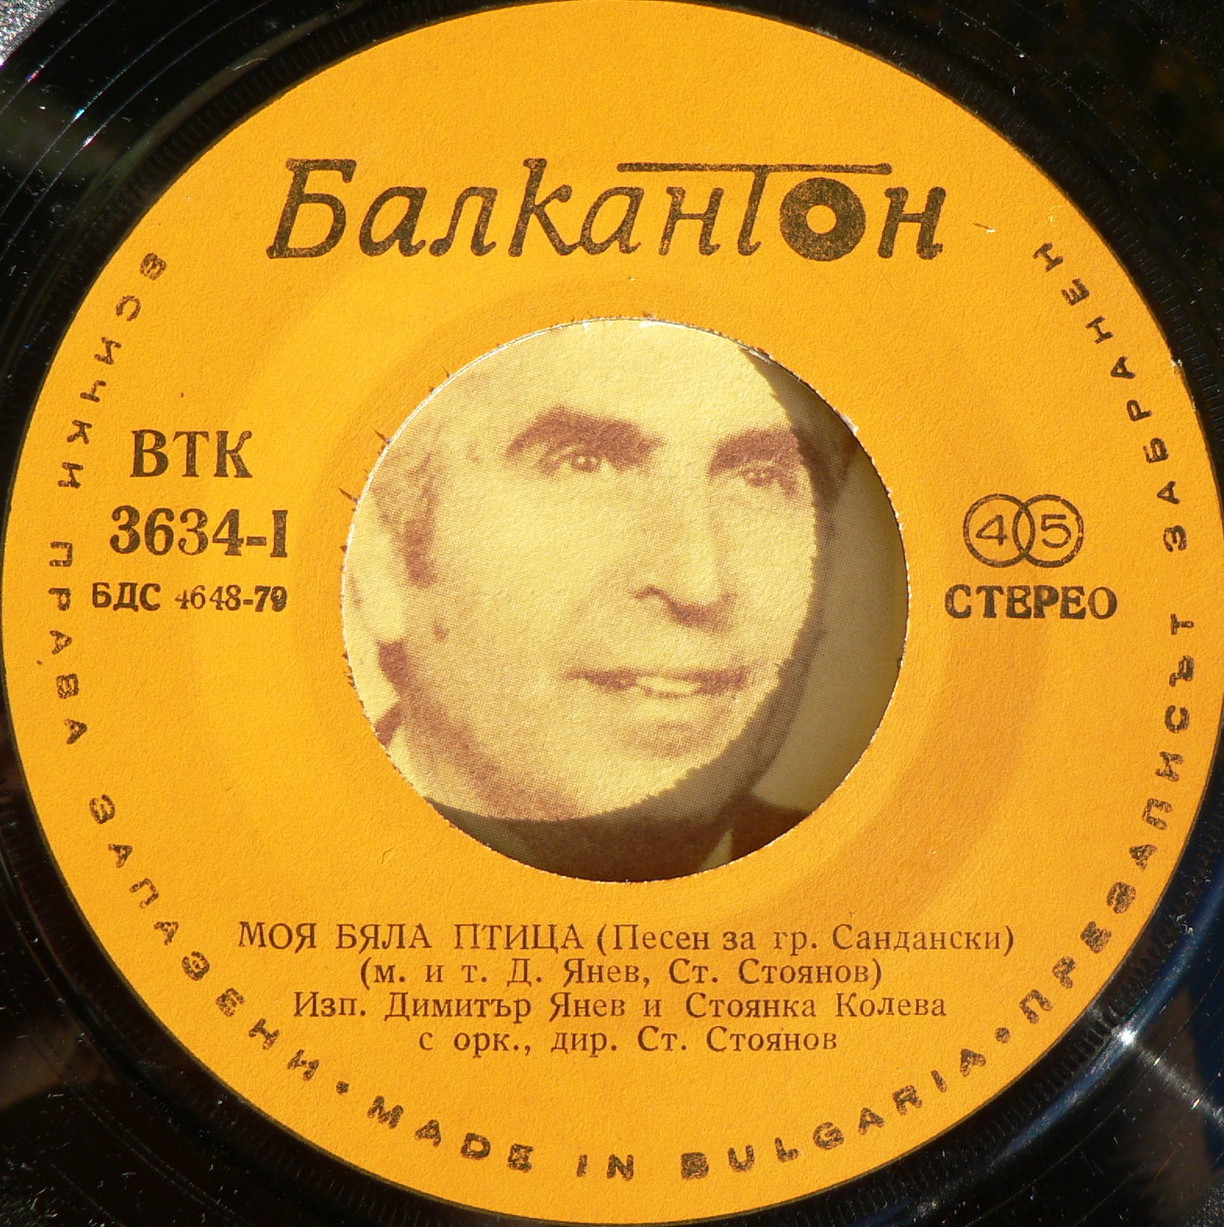 Балкантон
ВСИЧКИ ПРАВА ЗАПАЗЕНИ • MADE IN BULGARIA • ПРЕЗАПИСЪТ ЗАБРАНЕН
ВТК
3634-I
БДС 4648-79
45
СТЕРЕО
МОЯ БЯЛА ПТИЦА (Песен за гр. Сандански)
(м. и т. Д. Янев, Ст. Стоянов)
Изп. Димитър Янев и Стоянка Колева
с орк., дир. Ст. Стоянов